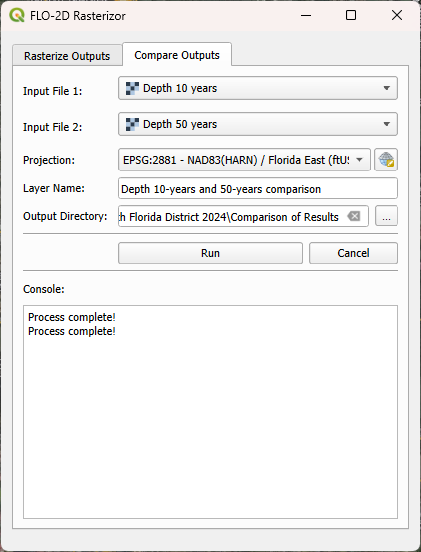 FLO-2D Rasterizor
Rasterize Outputs
Compare Outputs
Input File 1:
Depth 10 years
Input File 2:
Depth 50 years
Projection:
EPSG:2881 - NAD83(HARN) / Florida East (ftUS
Layer Name:
Depth 10-years and 50-years comparison
Output Directory:
th Florida District 2024\Comparison of Results
...
Run
Cancel
Console:
Process complete!
Process complete!